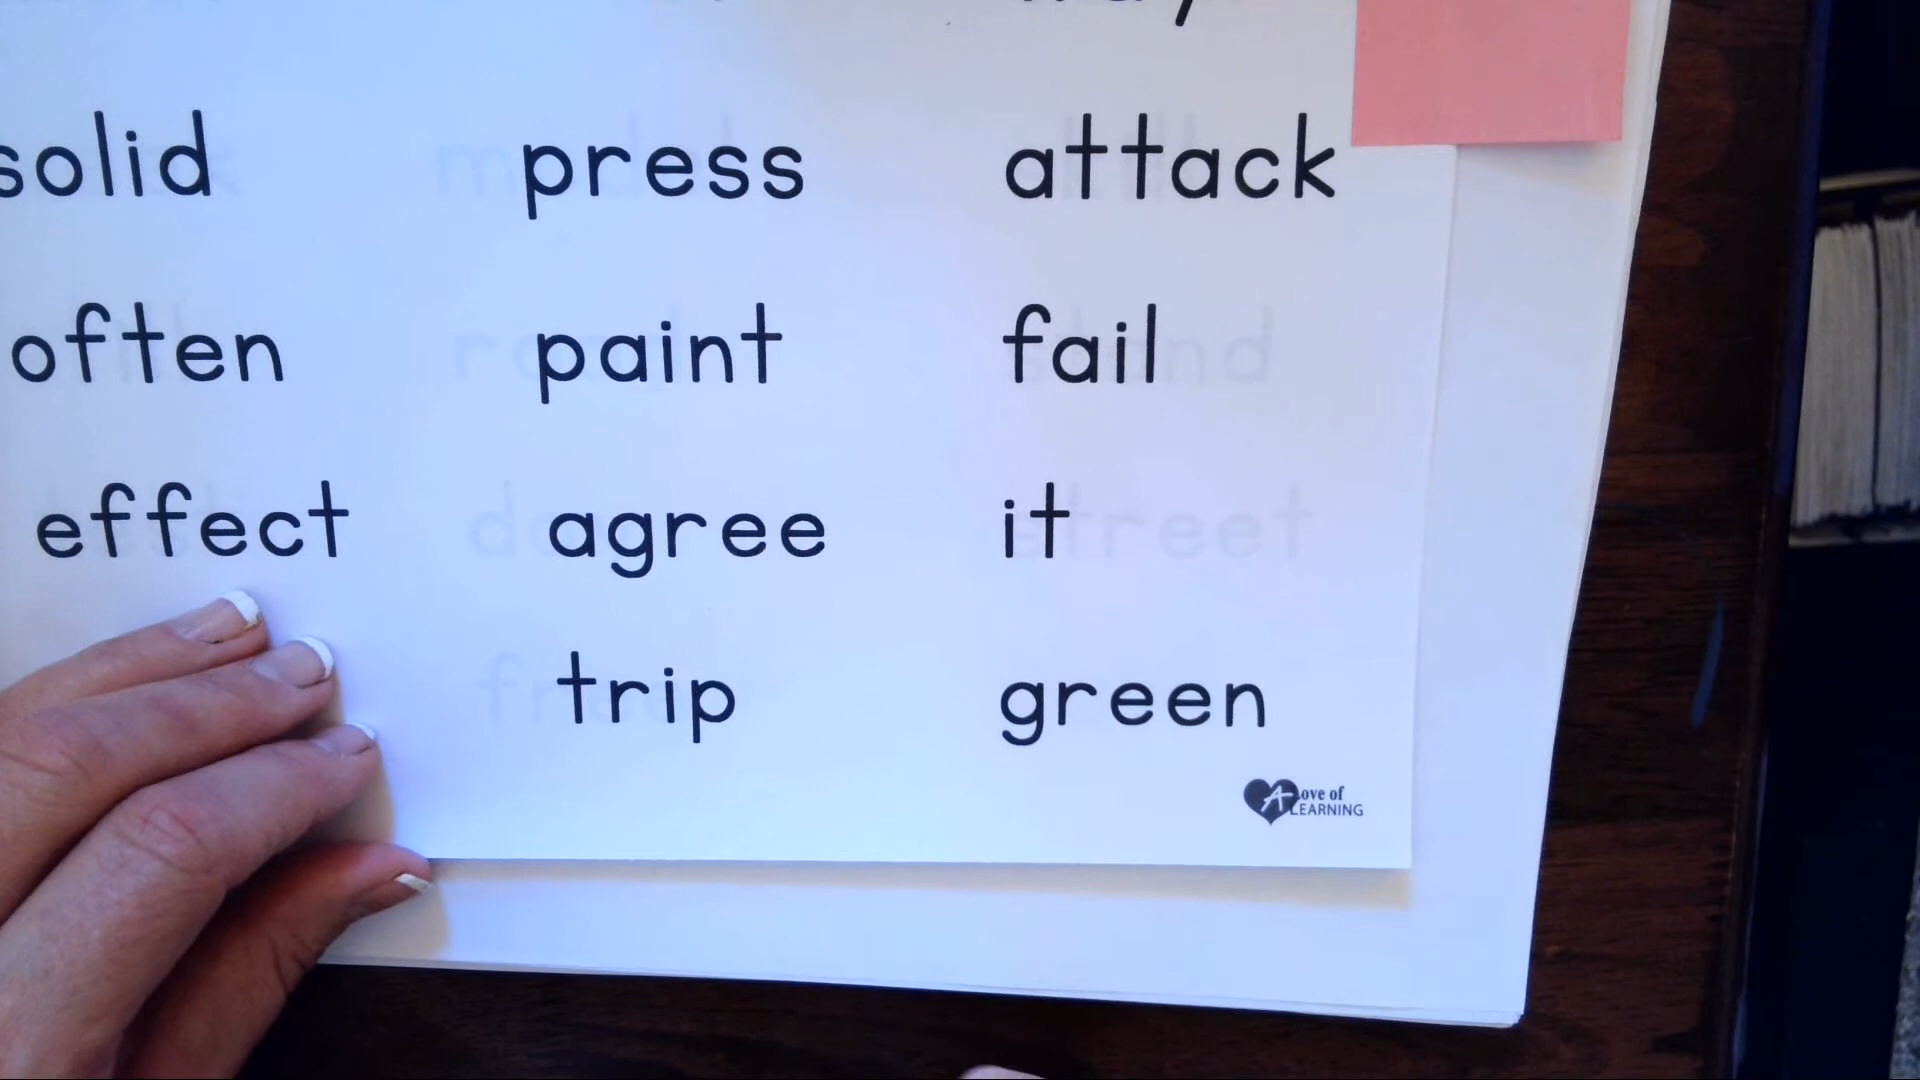 solid press attack
often paint fail
effect agree it
trip green
A Love of
LEARNING